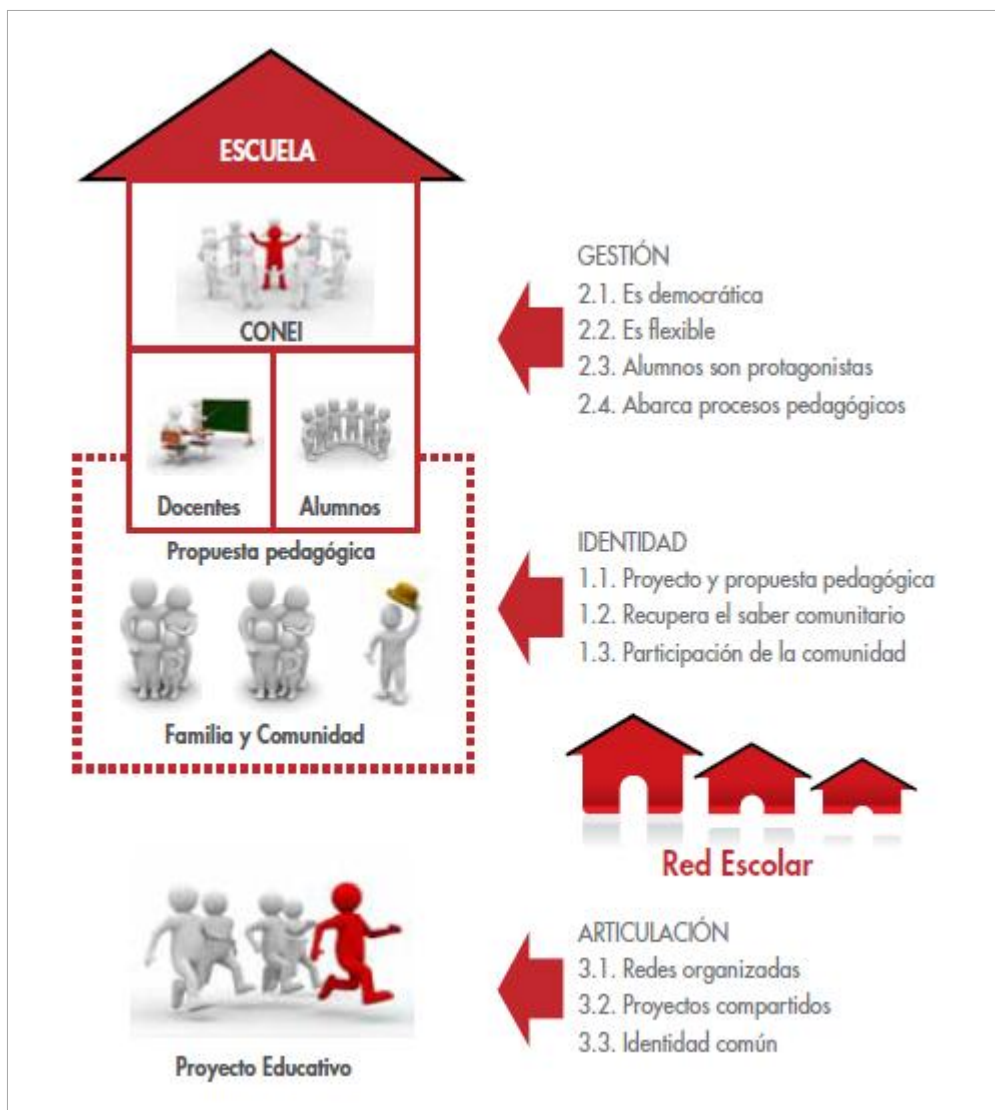 ESCUELA
CONEI
Docentes
Alumnos
Propuesta pedagógica
Familia y Comunidad
GESTIÓN
2.1. Es democrática
2.2. Es flexible
2.3. Alumnos son protagonistas
2.4. Abarca procesos pedagógicos
IDENTIDAD
1.1. Proyecto y propuesta pedagógica
1.2. Recupera el saber comunitario
1.3. Participación de la comunidad
Red Escolar
Proyecto Educativo
ARTICULACIÓN
3.1. Redes organizadas
3.2. Proyectos compartidos
3.3. Identidad común